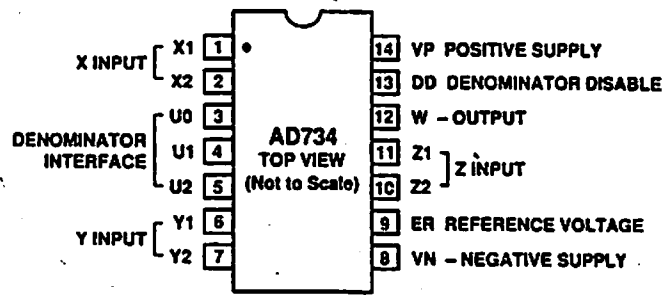 X INPUT
X1 1
X2 2
DENOMINATOR INTERFACE
U0 3
U1 4
U2 5
Y INPUT
Y1 6
Y2 7
AD734
TOP VIEW
(Not to Scale)
14 VP POSITIVE SUPPLY
13 DD DENOMINATOR DISABLE
12 W – OUTPUT
11 Z1
10 Z2
Z INPUT
9 ER REFERENCE VOLTAGE
8 VN – NEGATIVE SUPPLY